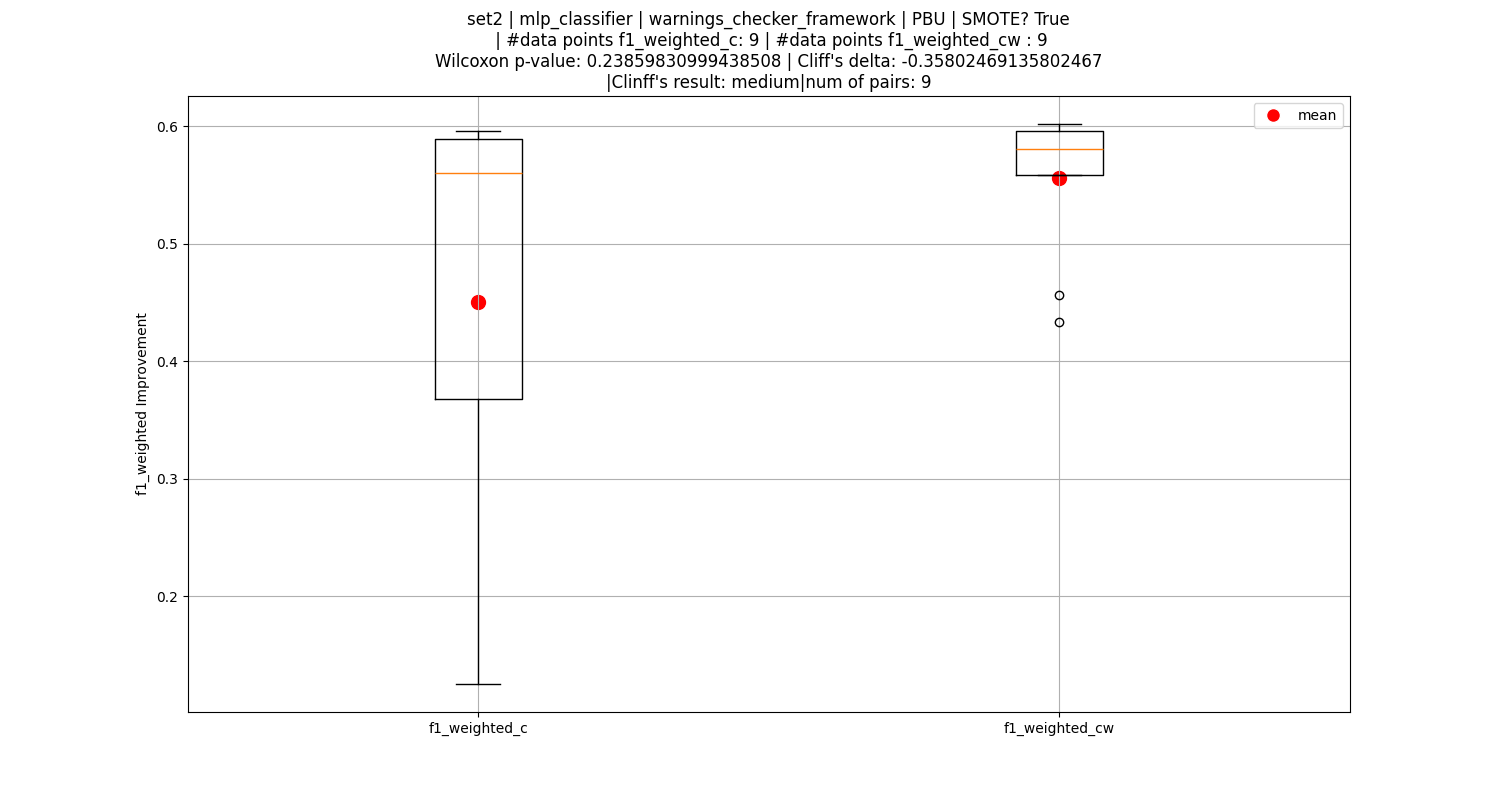 set2 | mlp_classifier | warnings_checker_framework | PBU | SMOTE? True
| #data points f1_weighted_c: 9 | #data points f1_weighted_cw : 9
Wilcoxon p-value: 0.23859830999438508 | Cliff's delta: -0.35802469135802467
|Clinff's result: medium|num of pairs: 9
mean
0.6
0.5
0.4
0.3
0.2
f1_weighted Improvement
f1_weighted_c
f1_weighted_cw